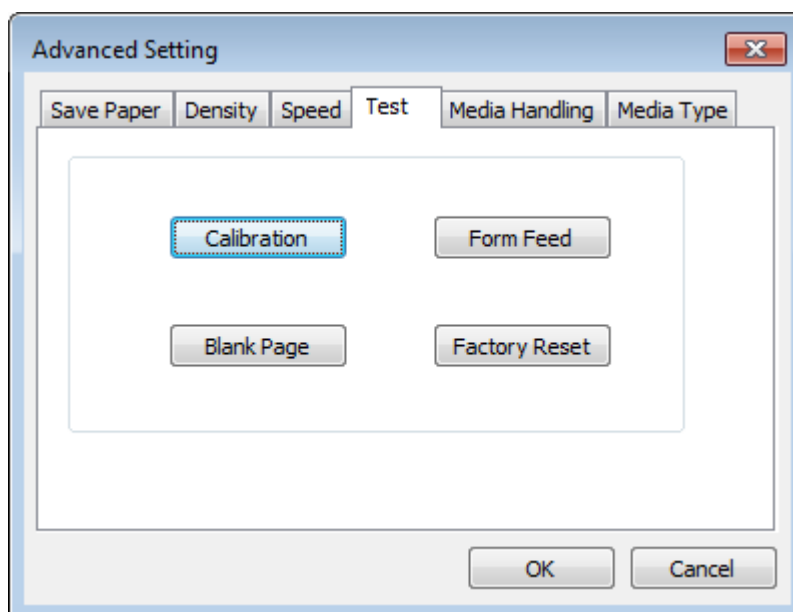 Advanced Setting
Save Paper Density Speed Test Media Handling Media Type
Calibration Form Feed
Blank Page Factory Reset
OK Cancel